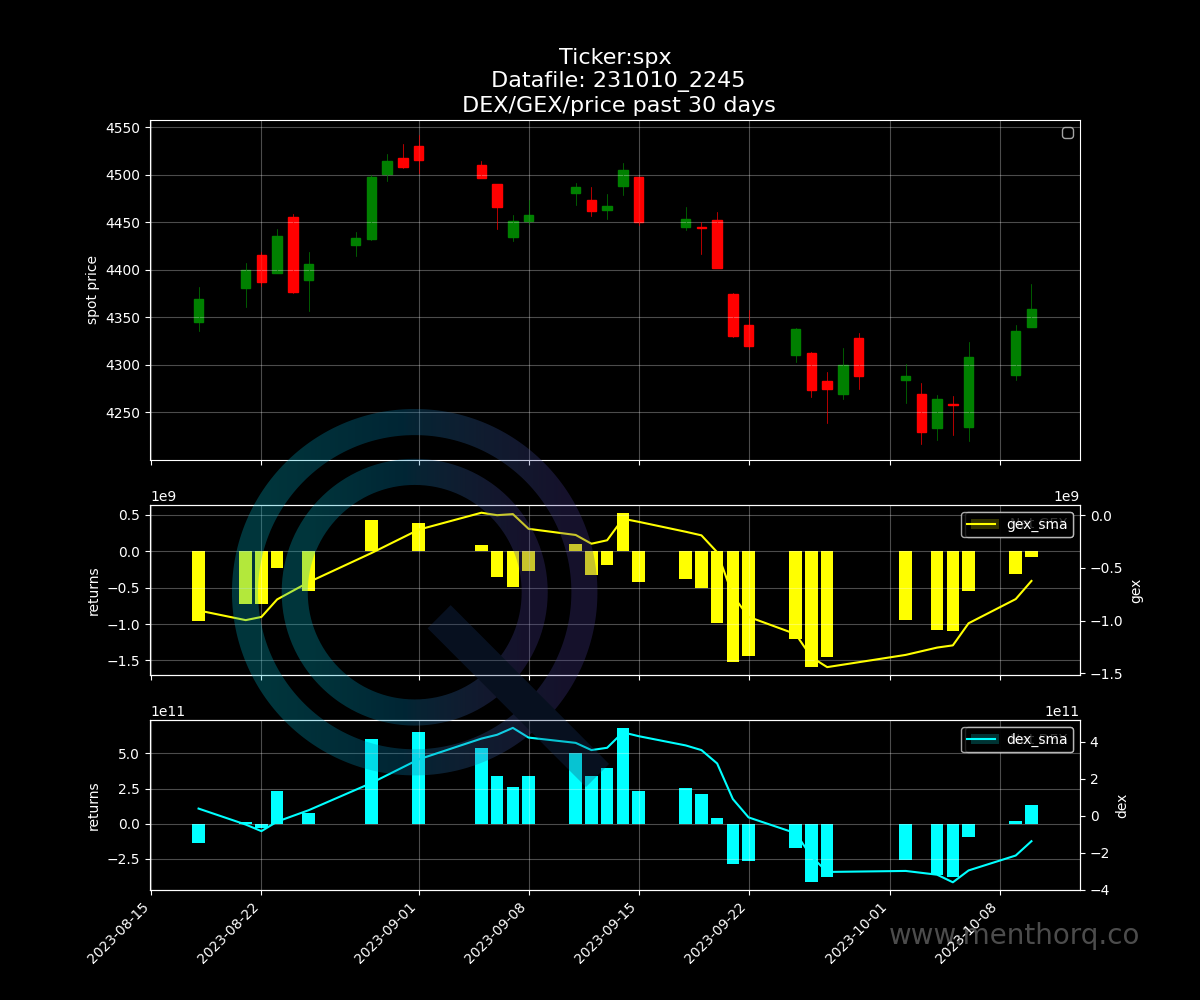 Ticker:spx
Datafile: 231010_2245
DEX/GEX/price past 30 days
4550
4500
4450
4400
4350
4300
4250
spot price
1e9
1e9
0.5
0.0
−0.5
−1.0
−1.5
returns
gex_sma
0.0
−0.5
−1.0
−1.5
gex
1e11
1e11
5.0
2.5
0.0
−2.5
returns
dex_sma
4
2
0
−2
−4
dex
2023-08-15
2023-08-22
2023-09-01
2023-09-08
2023-09-15
2023-09-22
2023-10-01
2023-10-08
www.menthorq.co